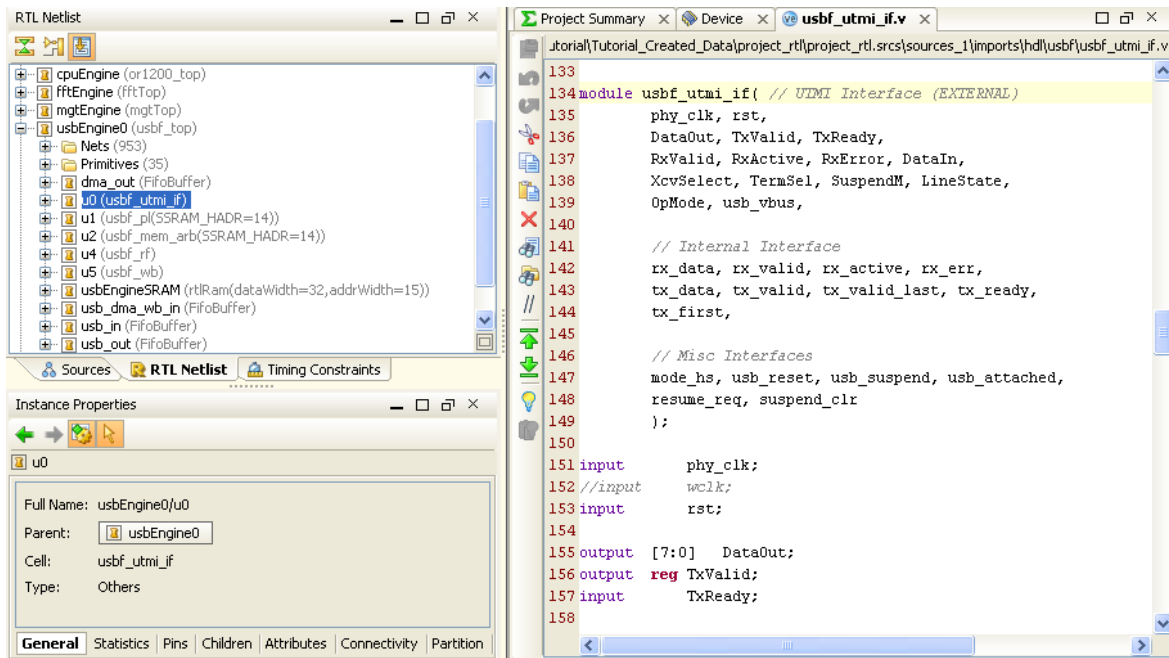 RTL Netlist
cpuEngine (or1200_top)
fftEngine (fftTop)
mgtEngine (mgtTop)
usbEngine0 (usbf_top)
Nets (953)
Primitives (35)
dma_out (FifoBuffer)
u0 (usbf_utmi_if)
u1 (usbf_pl(SSRAM_HADR=14))
u2 (usbf_mem_arb(SSRAM_HADR=14))
u4 (usbf_rf)
u5 (usbf_wb)
usbEngineSRAM (rtlRam(dataWidth=32,addrWidth=15))
usb_dma_wb_in (FifoBuffer)
usb_in (FifoBuffer)
usb_out (FifoBuffer)
Sources RTL Netlist Timing Constraints
Instance Properties
u0
Full Name: usbEngine0/u0
Parent: usbEngine0
Cell: usbf_utmi_if
Type: Others
General Statistics Pins Children Attributes Connectivity Partition
Project Summary Device usbf_utmi_if.v
utorial\Tutorial_Created_Data\project_rtl\project_rtl.srcs\sources_1\imports\hdl\usbf\usbf_utmi_if.v
133
134 module usbf_utmi_if( // UTMI Interface (EXTERNAL)
135 phy_clk, rst,
136 DataOut, TxValid, TxReady,
137 RxValid, RxActive, RxError, DataIn,
138 XcvSelect, TermSel, SuspendM, LineState,
139 OpMode, usb_vbus,
140
141 // Internal Interface
142 rx_data, rx_valid, rx_active, rx_err,
143 tx_data, tx_valid, tx_valid_last, tx_ready,
144 tx_first,
145
146 // Misc Interfaces
147 mode_hs, usb_reset, usb_suspend, usb_attached,
148 resume_req, suspend_clr
149 );
150
151 input phy_clk;
152 //input wclk;
153 input rst;
154
155 output [7:0] DataOut;
156 output reg TxValid;
157 input TxReady;
158